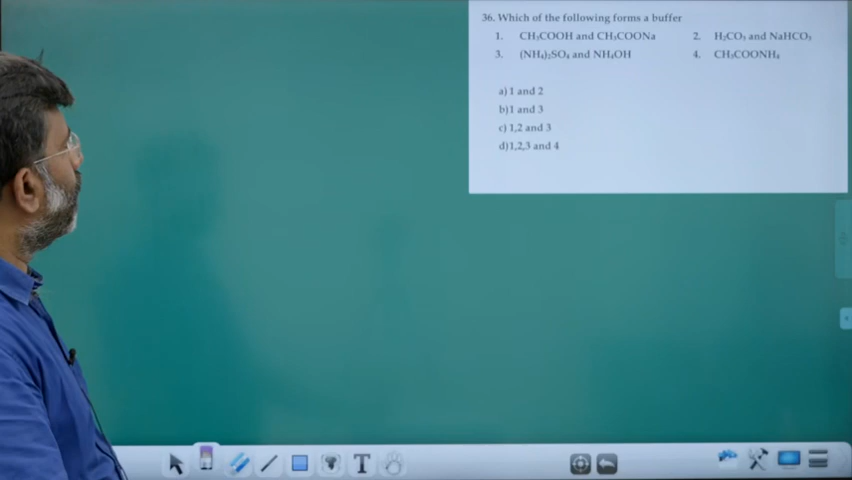 36. Which of the following forms a buffer
1. CH₃COOH and CH₃COONa 2. H₂CO₃ and NaHCO₃
3. (NH₄)₂SO₄ and NH₄OH 4. CH₃COONH₄
a) 1 and 2
b)1 and 3
c) 1,2 and 3
d)1,2,3 and 4
T